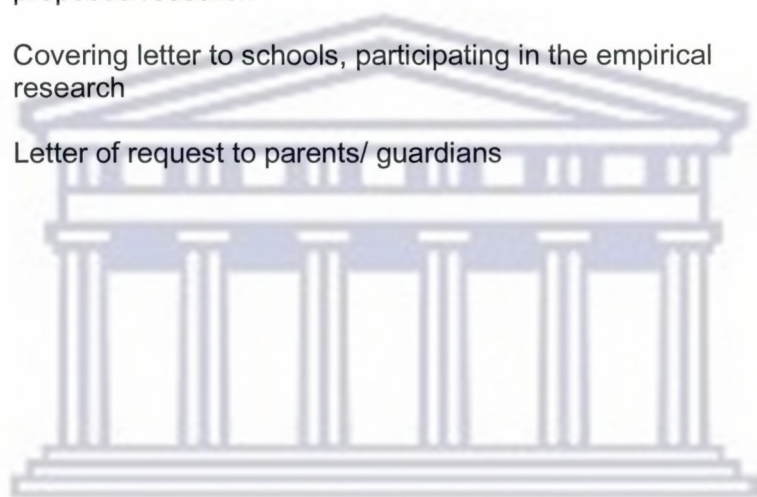 Covering letter to schools, participating in the empirical
research
Letter of request to parents/ guardians